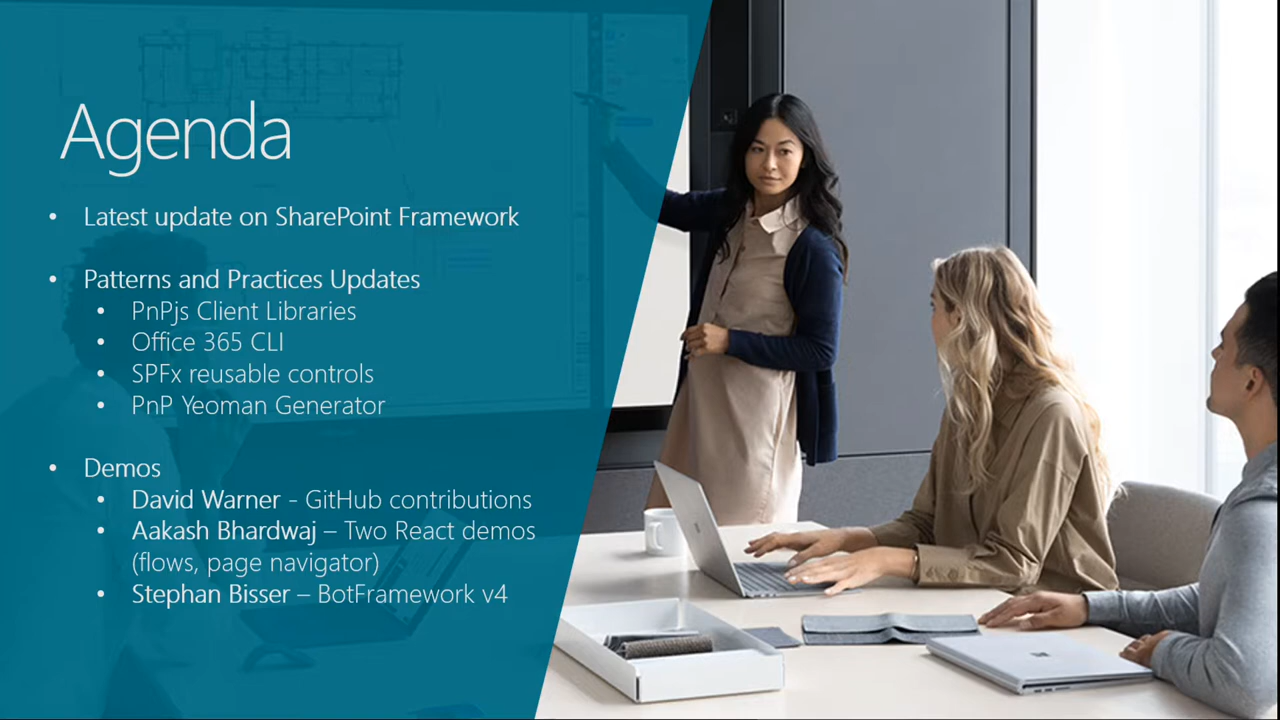 Agenda
• Latest update on SharePoint Framework
• Patterns and Practices Updates
• PnPjs Client Libraries
• Office 365 CLI
• SPFx reusable controls
• PnP Yeoman Generator
• Demos
• David Warner - GitHub contributions
• Aakash Bhardwaj – Two React demos
(flows, page navigator)
• Stephan Bisser – BotFramework v4